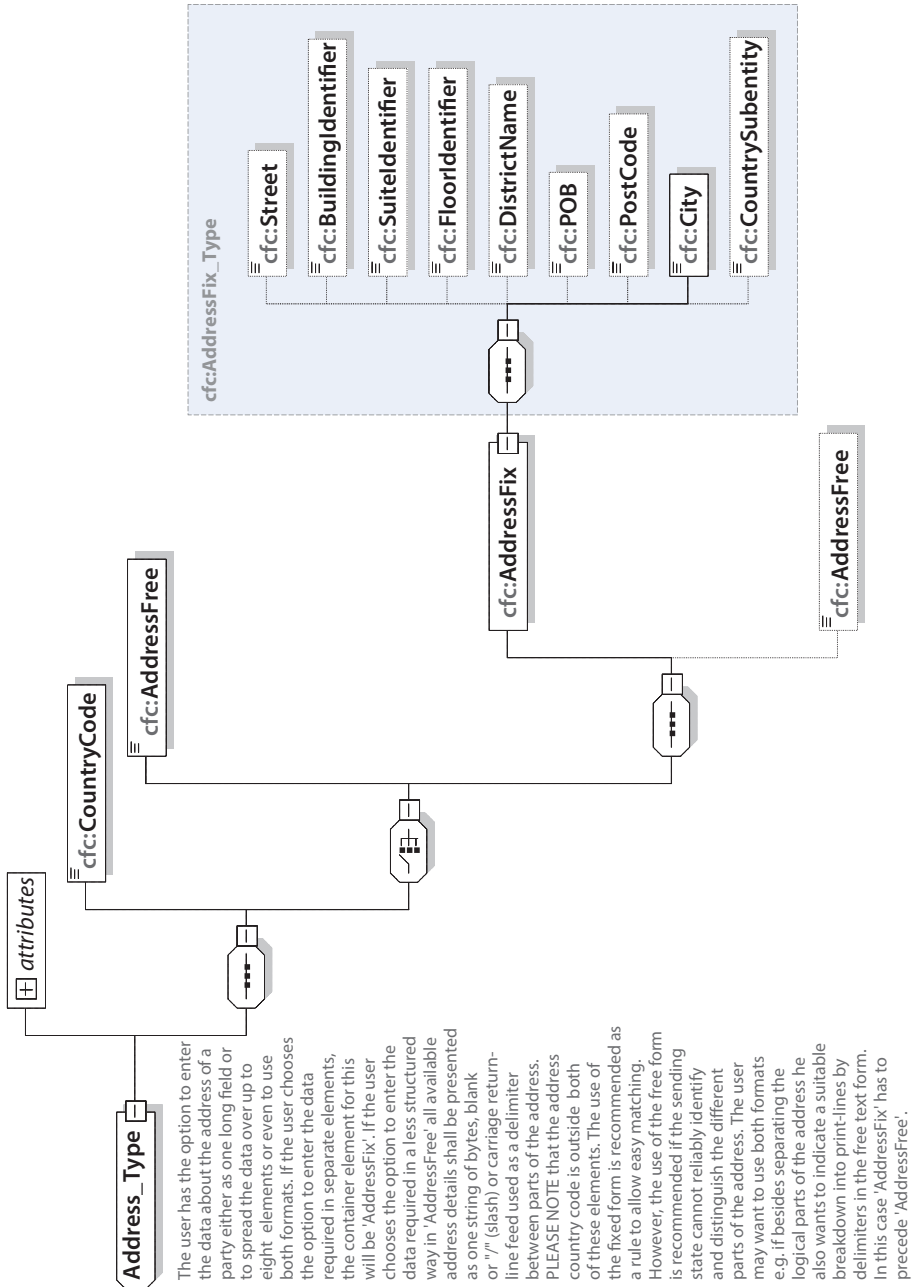 Address_Type
attributes
The user has the option to enter
the data about the address of a
party either as one long field or
to spread the data over up to
eight elements or even to use
both formats. If the user chooses
the option to enter the data
required in separate elements,
the container element for this
will be 'AddressFix'. If the user
chooses the option to enter the
data required in a less structured
way in 'AddressFree' all available
address details shall be presented
as one string of bytes, blank
or "/" (slash) or carriage return-
line feed used as a delimiter
between parts of the address.
PLEASE NOTE that the address
country code is outside both
of these elements. The use of
the fixed form is recommended as
a rule to allow easy matching.
However, the use of the free form
is recommended if the sending
state cannot reliably identify
and distinguish the different
parts of the address. The user
may want to use both formats
e.g. if besides separating the
logical parts of the address he
also wants to indicate a suitable
breakdown into print-lines by
delimiters in the free text form.
In this case 'AddressFix' has to
precede 'AddressFree'.
cfc:CountryCode
cfc:AddressFree
cfc:AddressFix
cfc:AddressFix_Type
cfc:Street
cfc:BuildingIdentifier
cfc:SuiteIdentifier
cfc:FloorIdentifier
cfc:DistrictName
cfc:POB
cfc:PostCode
cfc:City
cfc:CountrySubentity
cfc:AddressFree